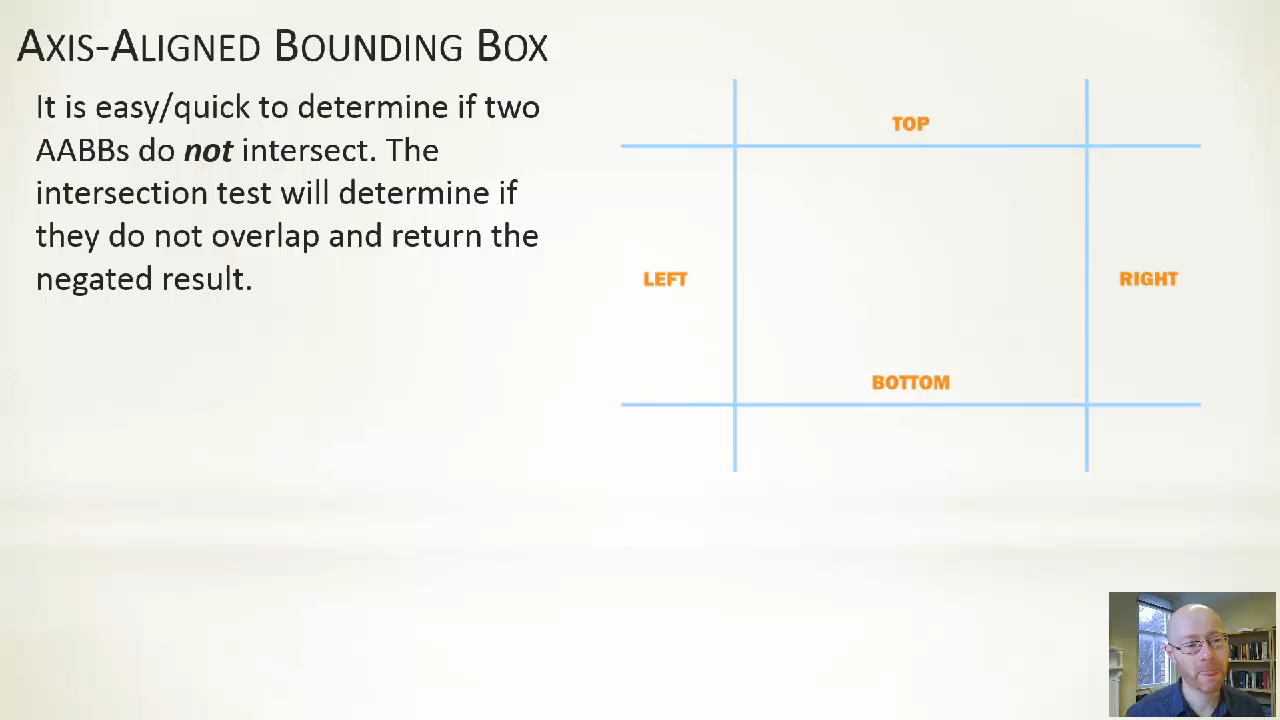 AXIS-ALIGNED BOUNDING BOX
It is easy/quick to determine if two
AABBs do not intersect. The
intersection test will determine if
they do not overlap and return the
negated result.
TOP
LEFT
RIGHT
BOTTOM